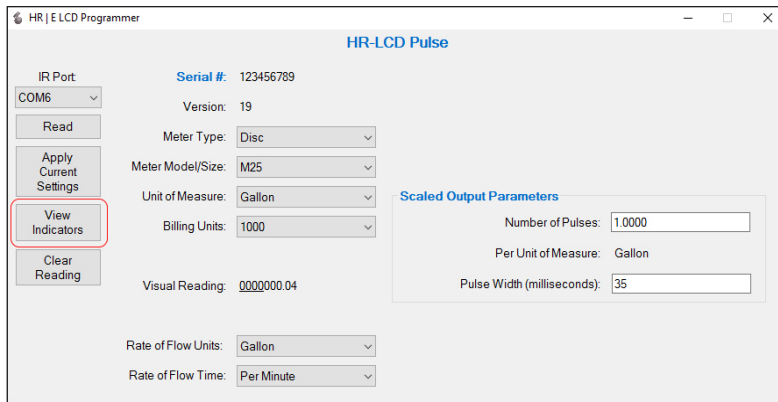 HR | E LCD Programmer
HR-LCD Pulse
IR Port:
COM6
Read
Apply
Current
Settings
View
Indicators
Clear
Reading
Serial #: 123456789
Version: 19
Meter Type: Disc
Meter Model/Size: M25
Unit of Measure: Gallon
Billing Units: 1000
Visual Reading: 0000000.04
Rate of Flow Units: Gallon
Rate of Flow Time: Per Minute
Scaled Output Parameters
Number of Pulses: 1.0000
Per Unit of Measure: Gallon
Pulse Width (milliseconds): 35